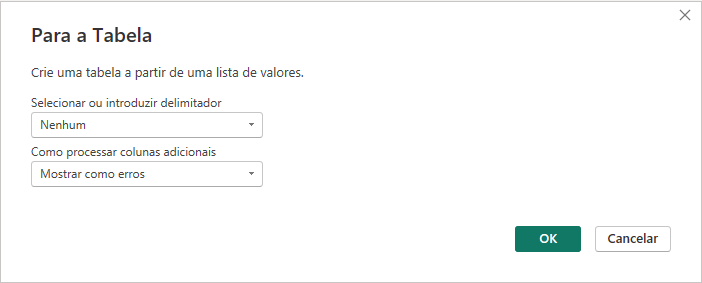 Para a Tabela
Crie uma tabela a partir de uma lista de valores.
Selecionar ou introduzir delimitador
Nenhum
Como processar colunas adicionais
Mostrar como erros
OK
Cancelar